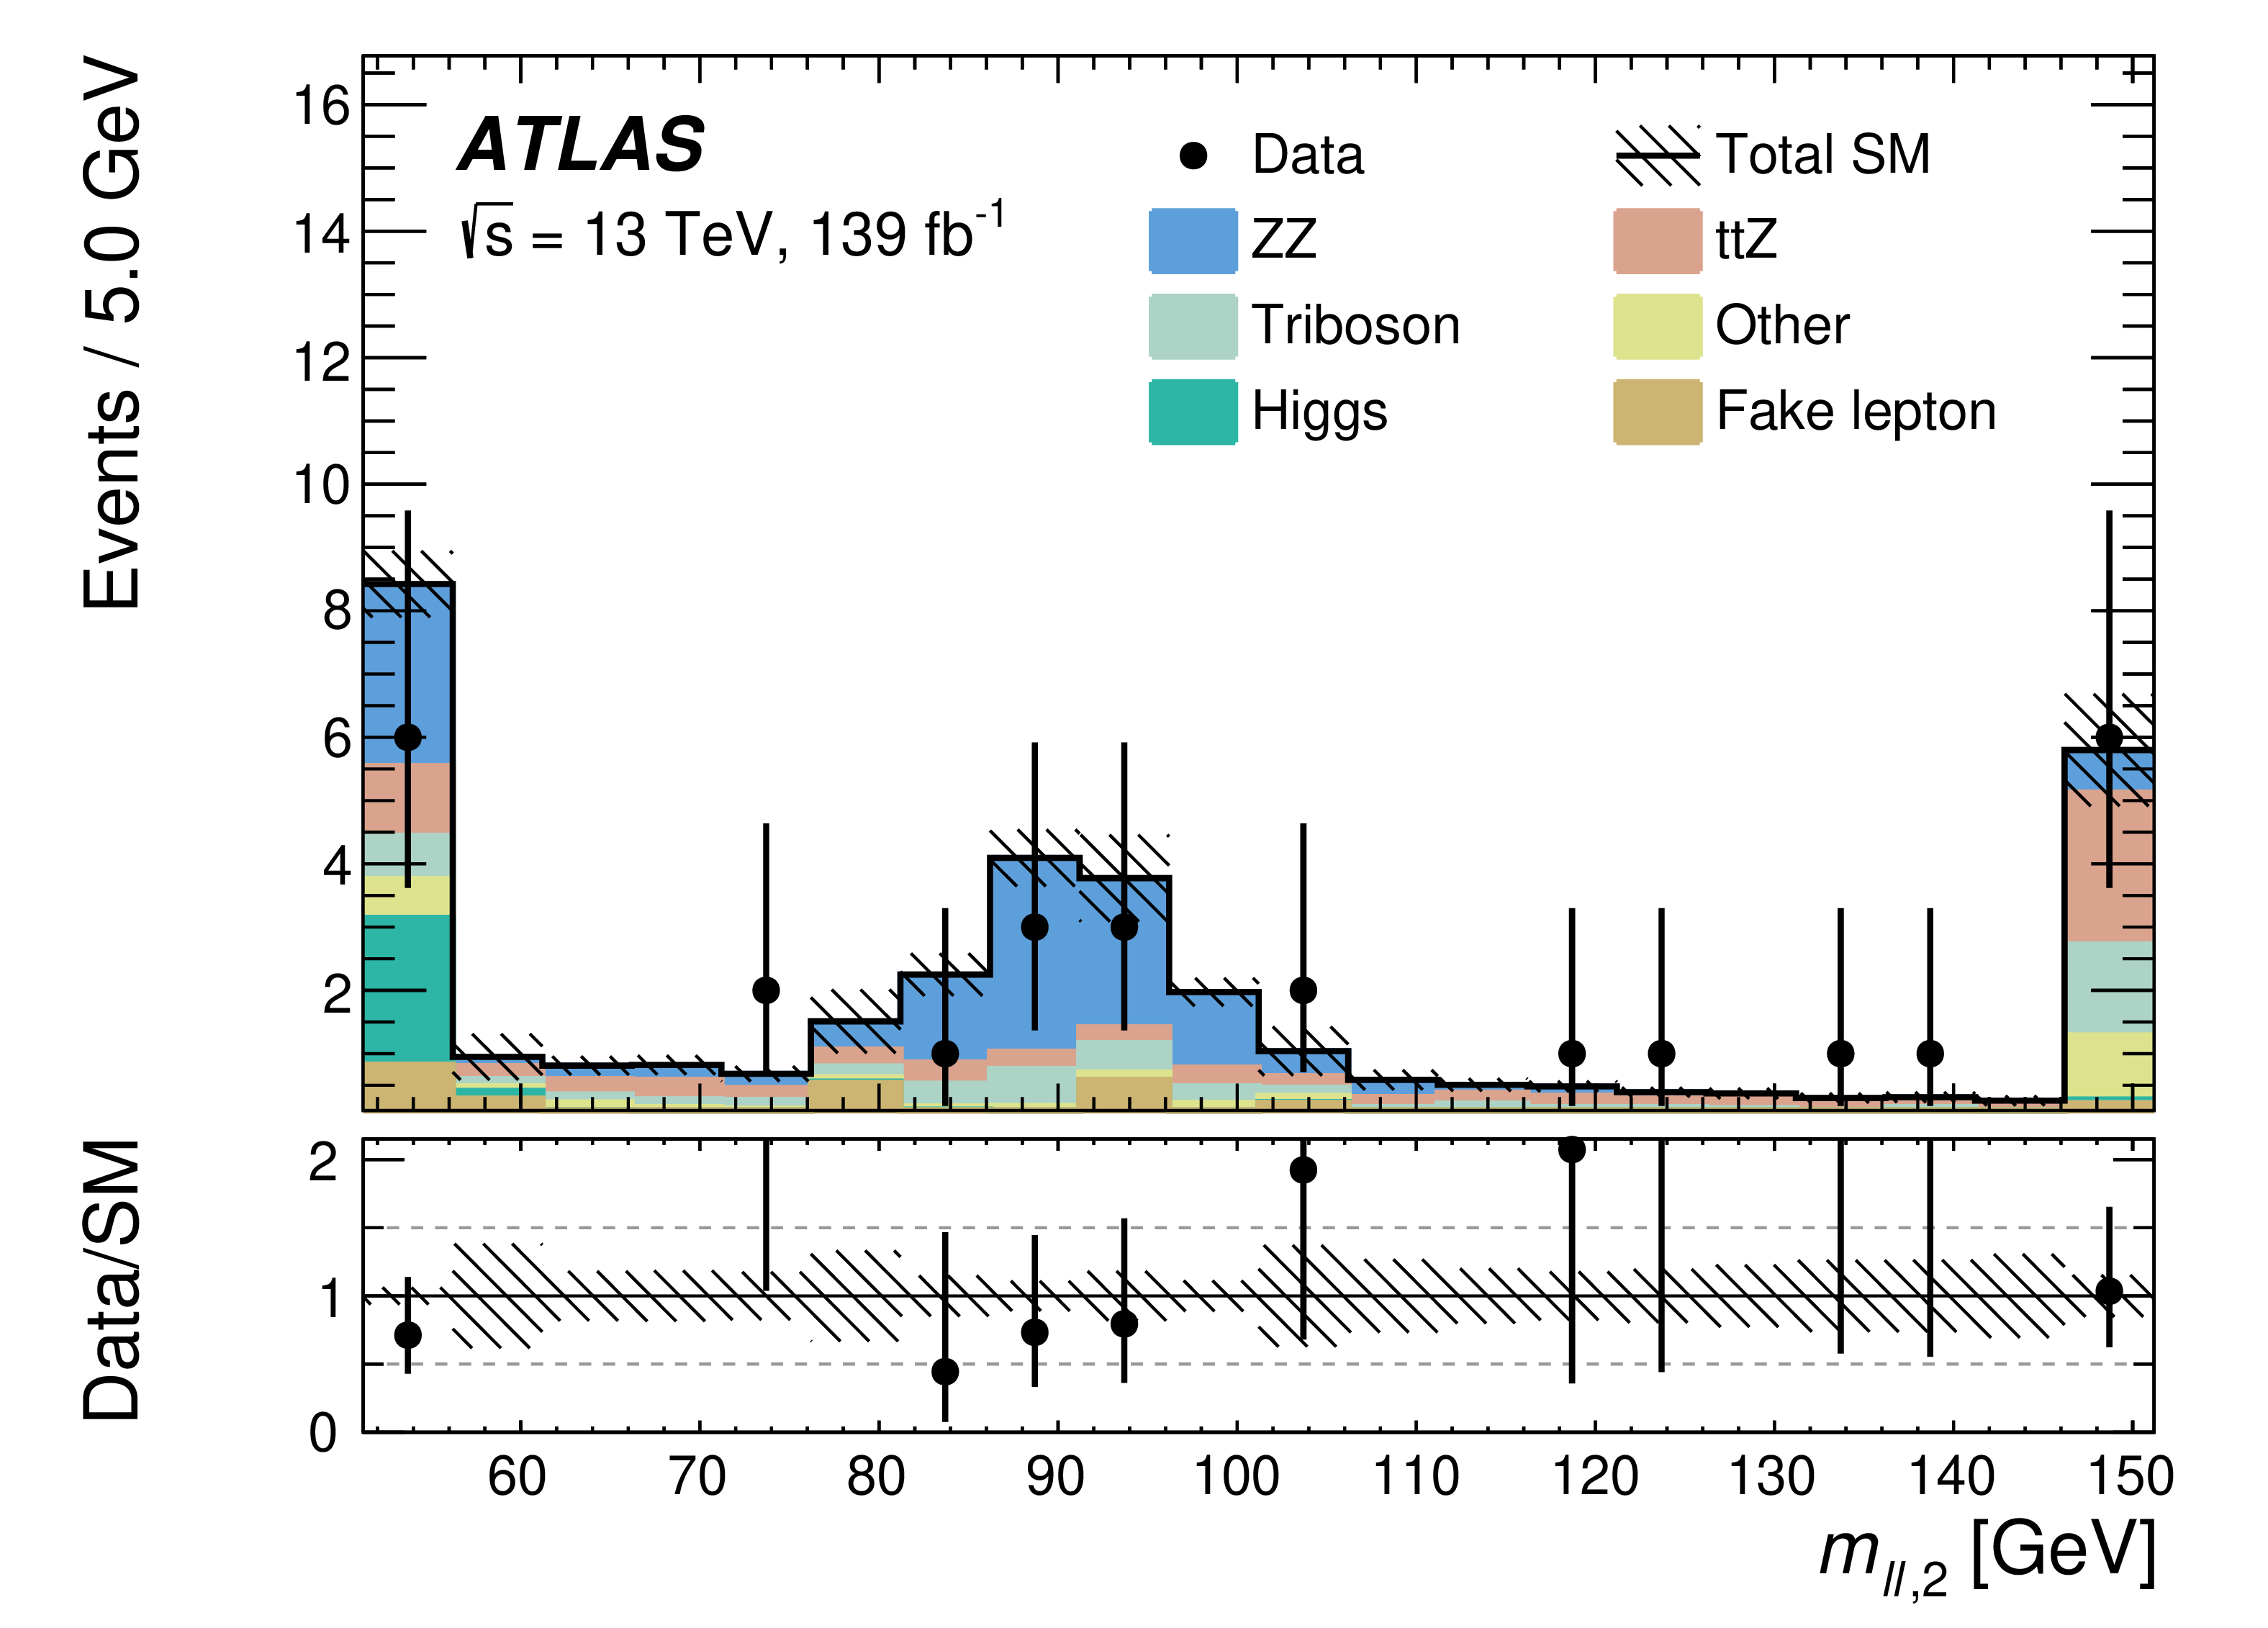 Events / 5.0 GeV
16
14
12
10
8
6
4
2
ATLAS
√s = 13 TeV, 139 fb⁻¹
Data
Total SM
ZZ
ttZ
Triboson
Other
Higgs
Fake lepton
Data/SM
2
1
0
60 70 80 90 100 110 120 130 140 150
m_ll,2 [GeV]